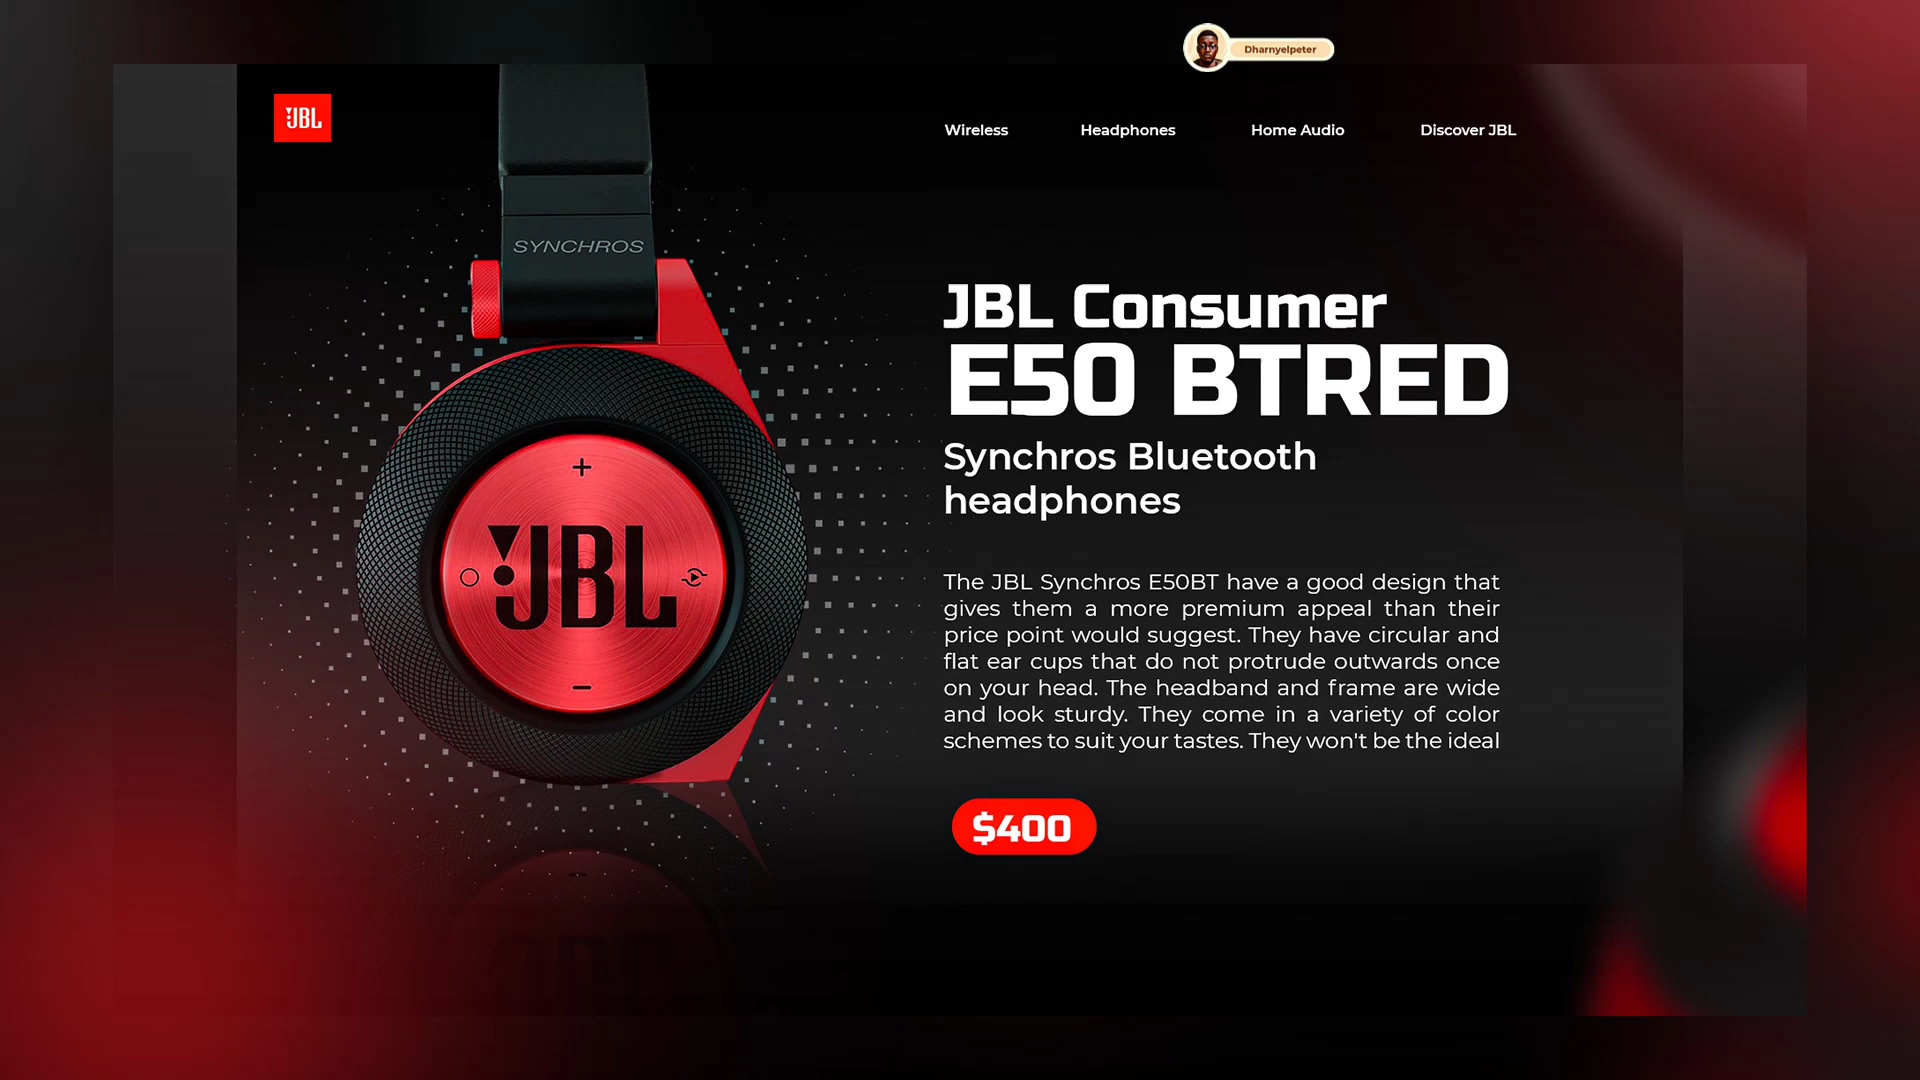 Dharnyelpeter
JBL
Wireless Headphones Home Audio Discover JBL
SYNCHROS
JBL Consumer
E50 BTRED
Synchros Bluetooth
headphones
+
JBL
The JBL Synchros E50BT have a good design that
gives them a more premium appeal than their
price point would suggest. They have circular and
flat ear cups that do not protrude outwards once
on your head. The headband and frame are wide
and look sturdy. They come in a variety of color
schemes to suit your tastes. They won't be the ideal
$400